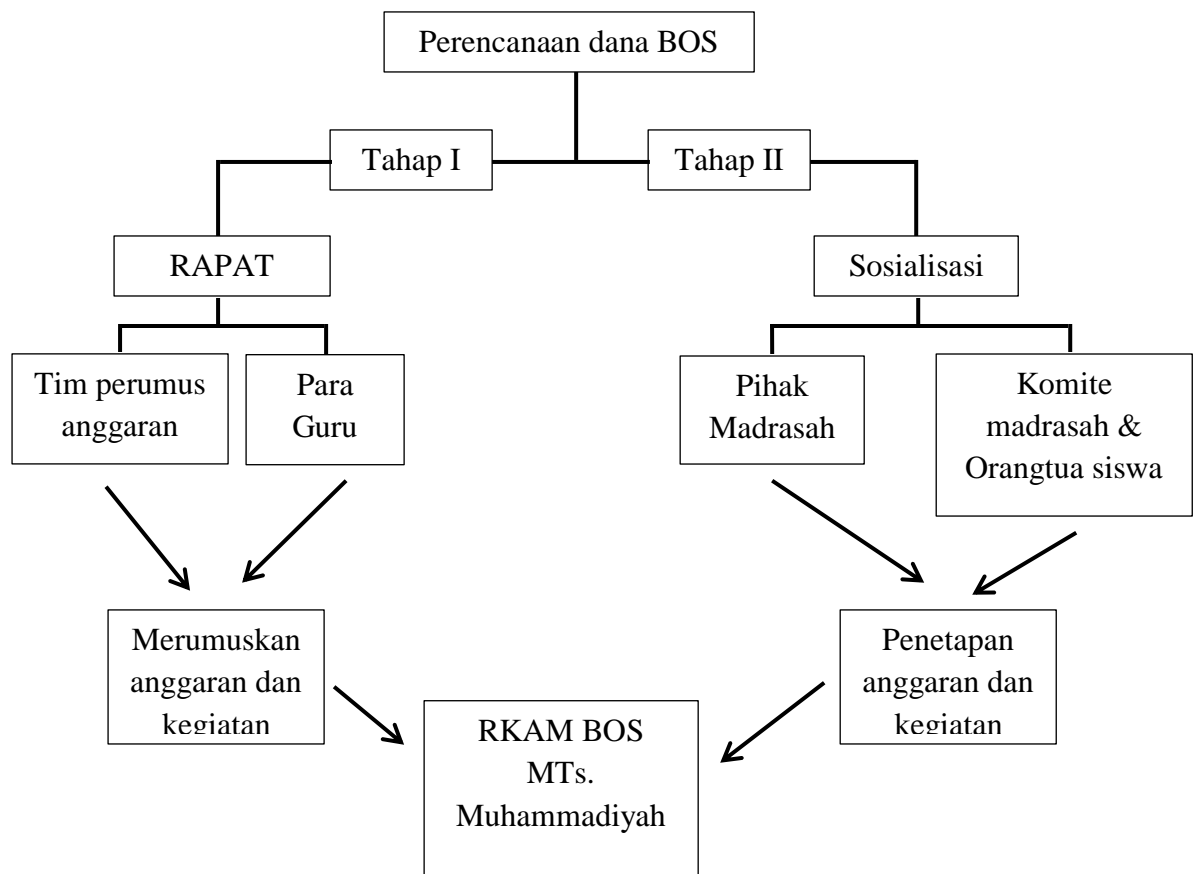 Perencanaan dana BOS
Tahap I
Tahap II
RAPAT
Sosialisasi
Tim perumus
anggaran
Para
Guru
Pihak
Madrasah
Komite
madrasah &
Orangtua siswa
Merumuskan
anggaran dan
kegiatan
Penetapan
anggaran dan
kegiatan
RKAM BOS
MTs.
Muhammadiyah